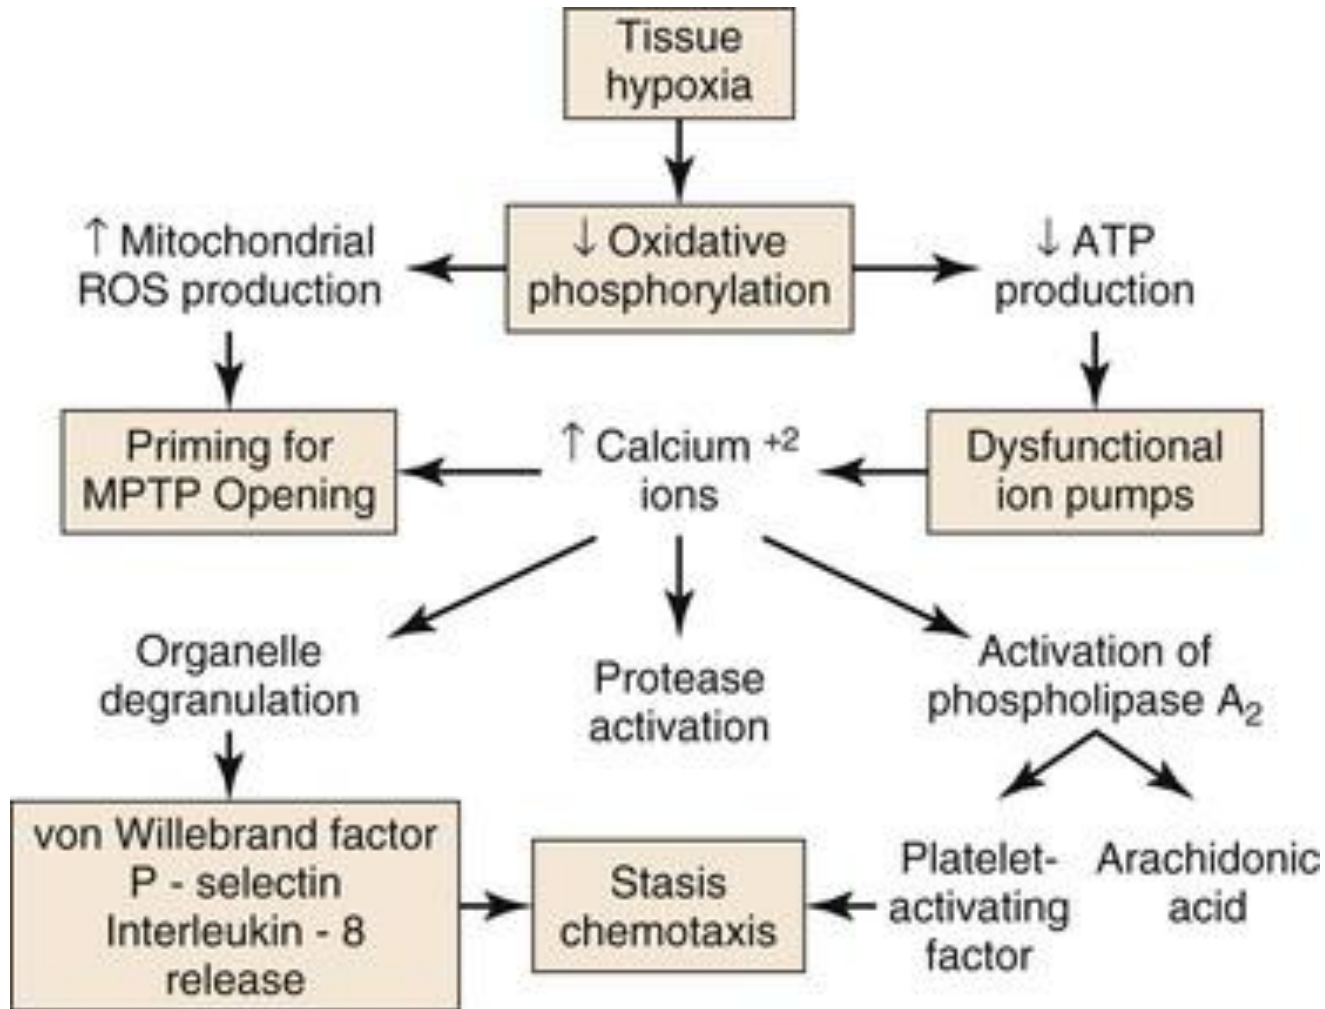 Tissue
hypoxia
↑ Mitochondrial
ROS production
↓ Oxidative
phosphorylation
↓ ATP
production
Priming for
MPTP Opening
↑ Calcium +2
ions
Dysfunctional
ion pumps
Organelle
degranulation
Protease
activation
Activation of
phospholipase A2
von Willebrand factor
P - selectin
Interleukin - 8
release
Stasis
chemotaxis
Platelet-
activating
factor
Arachidonic
acid